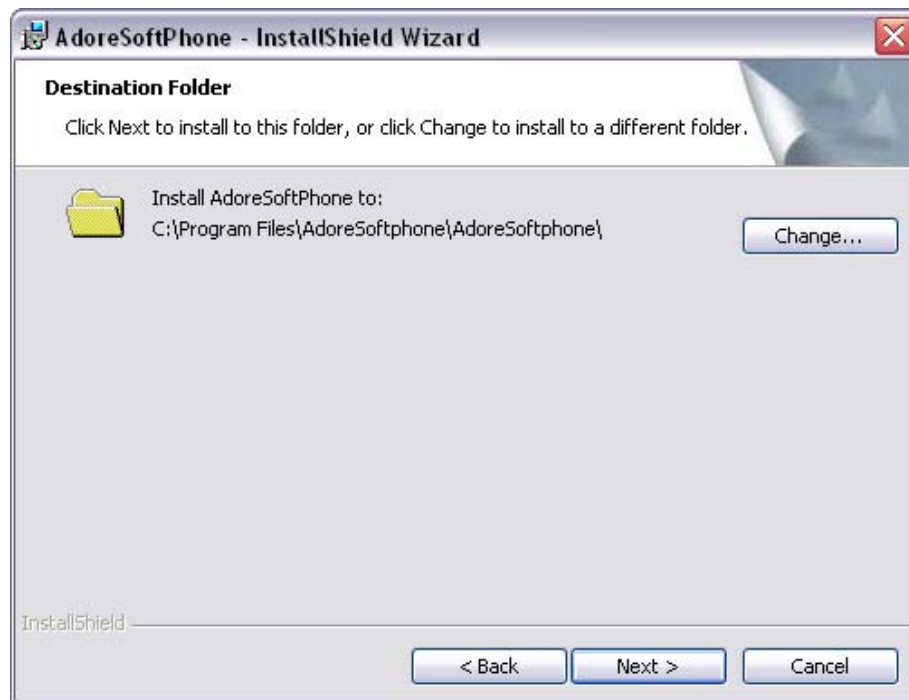 AdoreSoftPhone - InstallShield Wizard
Destination Folder
Click Next to install to this folder, or click Change to install to a different folder.
Install AdoreSoftPhone to:
C:\Program Files\AdoreSoftphone\AdoreSoftphone\
Change...
InstallShield
< Back
Next >
Cancel